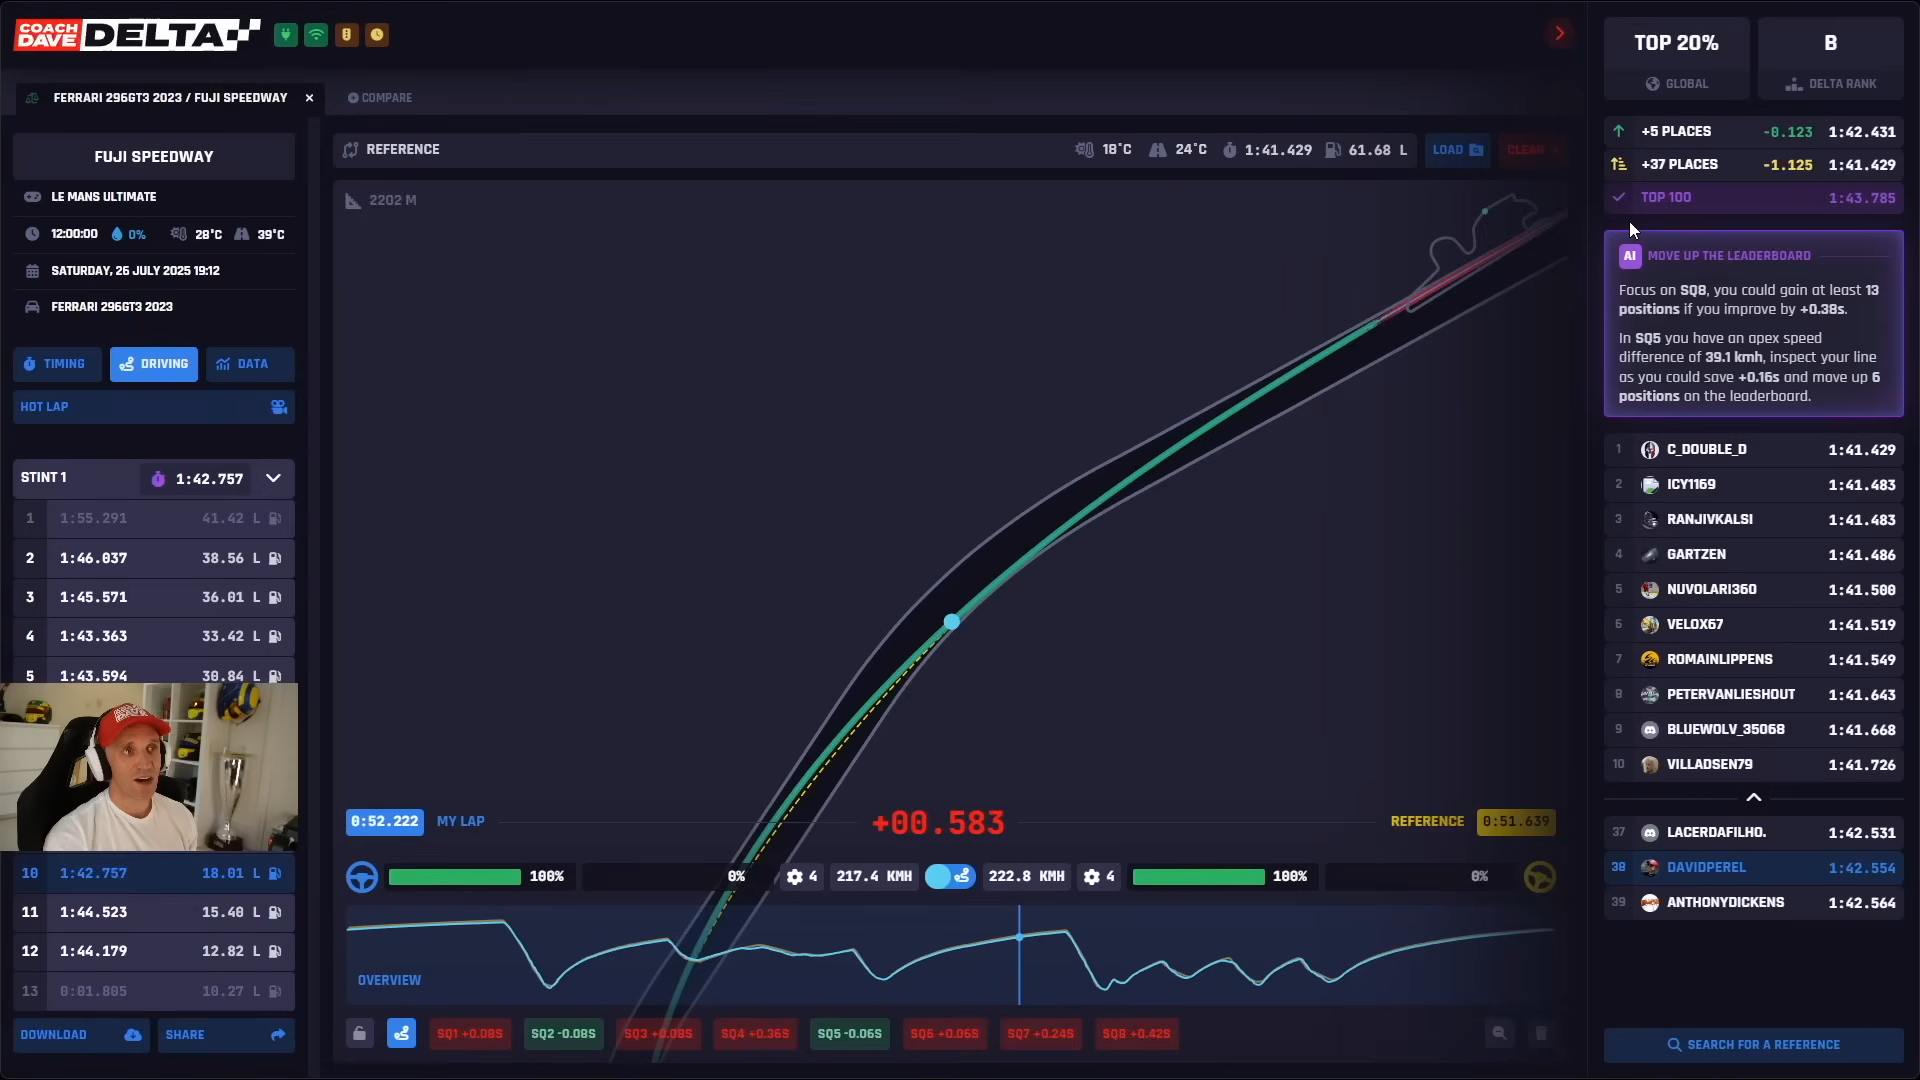 COACH DAVE DELTA
FERRARI 296GT3 2023 / FUJI SPEEDWAY ×
COMPARE
FUJI SPEEDWAY
LE MANS ULTIMATE
12:00:00 0% 28°C 39°C
SATURDAY, 26 JULY 2025 19:12
FERRARI 296GT3 2023
TIMING DRIVING DATA
HOT LAP
STINT 1 1:42.757
1 1:55.291 41.42 L
2 1:46.037 38.56 L
3 1:45.571 36.01 L
4 1:43.363 33.42 L
5 1:43.594 30.84 L
10 1:42.757 18.01 L
11 1:44.523 15.40 L
12 1:44.179 12.82 L
13 0:01.805 10.27 L
DOWNLOAD SHARE
REFERENCE 18°C 24°C 1:41.429 61.68 L LOAD CLEAR
2202 M
0:52.222 MY LAP +00.583 REFERENCE 0:51.639
100% 0% 4 217.4 KMH 222.8 KMH 4 100% 0%
OVERVIEW
SQ1 +0.08S SQ2 -0.08S SQ3 +0.08S SQ4 +0.36S SQ5 -0.06S SQ6 +0.06S SQ7 +0.24S SQ8 +0.42S
TOP 20% B
GLOBAL DELTA RANK
+5 PLACES -0.123 1:42.431
+37 PLACES -1.125 1:41.429
TOP 100 1:43.785
AI MOVE UP THE LEADERBOARD
Focus on SQ8, you could gain at least 13
positions if you improve by +0.38s.
In SQ5 you have an apex speed
difference of 39.1 kmh, inspect your line
as you could save +0.16s and move up 6
positions on the leaderboard.
1 C_DOUBLE_D 1:41.429
2 ICY1169 1:41.483
3 RANJIVKALSI 1:41.483
4 GARTZEN 1:41.486
5 NUVOLARI360 1:41.500
6 VELOX67 1:41.519
7 ROMAINLIPPENS 1:41.549
8 PETERVANLIESHOUT 1:41.643
9 BLUEWOLV_35068 1:41.668
10 VILLADSEN79 1:41.726
37 LACERDAFILHO. 1:42.531
38 DAVIDPEREL 1:42.554
39 ANTHONYDICKENS 1:42.564
SEARCH FOR A REFERENCE